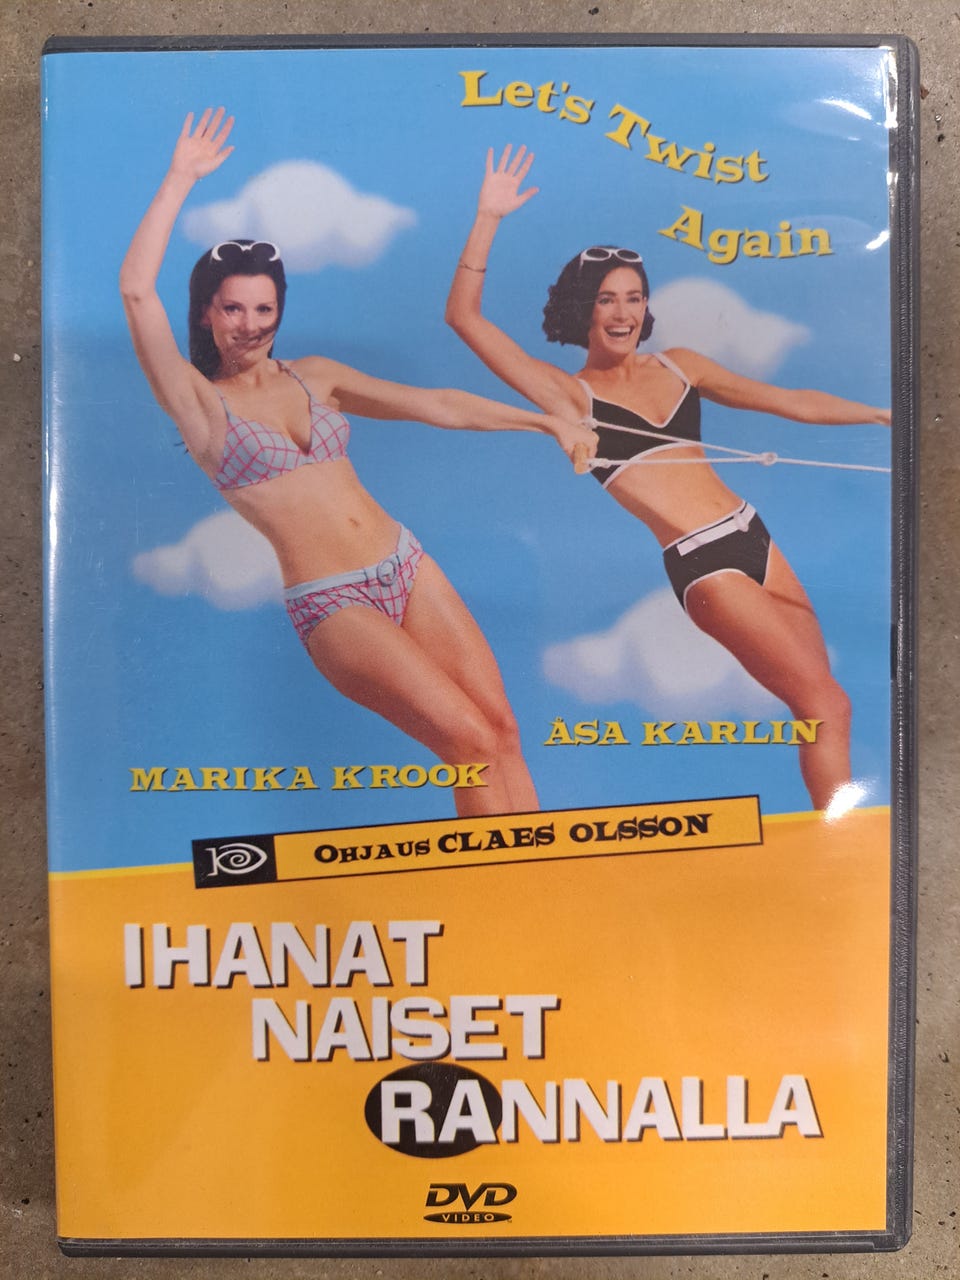 Let's Twist
Again
ÅSA KARLIN
MARIKA KROOK
OHJAUS CLAES OLSSON
IHANAT
NAISET
RANNALLA
DVD
VIDEO